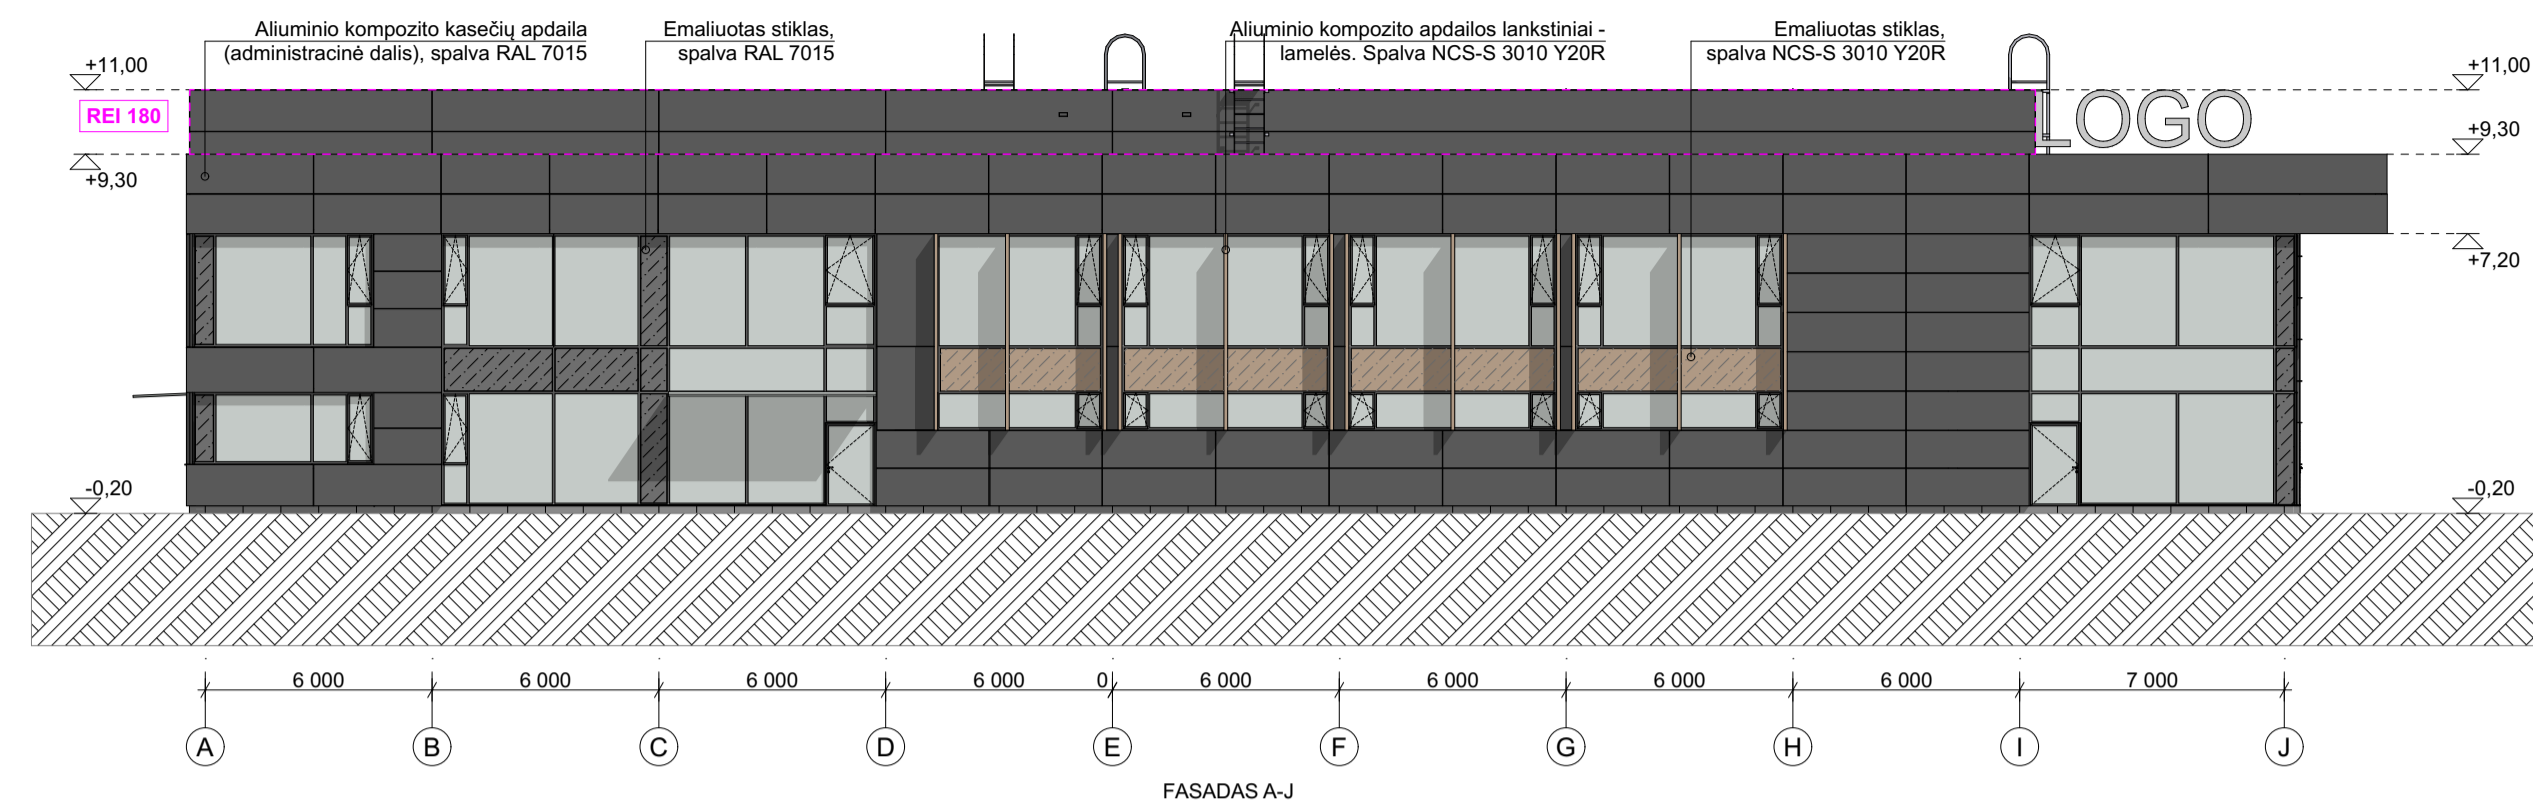 Aliuminio kompozito kasečių apdaila
(administracinė dalis), spalva RAL 7015
Emaliuotas stiklas,
spalva RAL 7015
Aliuminio kompozito apdailos lankstiniai -
lamelės. Spalva NCS-S 3010 Y20R
Emaliuotas stiklas,
spalva NCS-S 3010 Y20R
+11,00
REI 180
+9,30
-0,20
LOGO
+11,00
+9,30
+7,20
-0,20
6 000 6 000 6 000 6 000 0 6 000 6 000 6 000 6 000 7 000
A B C D E F G H I J
FASADAS A-J